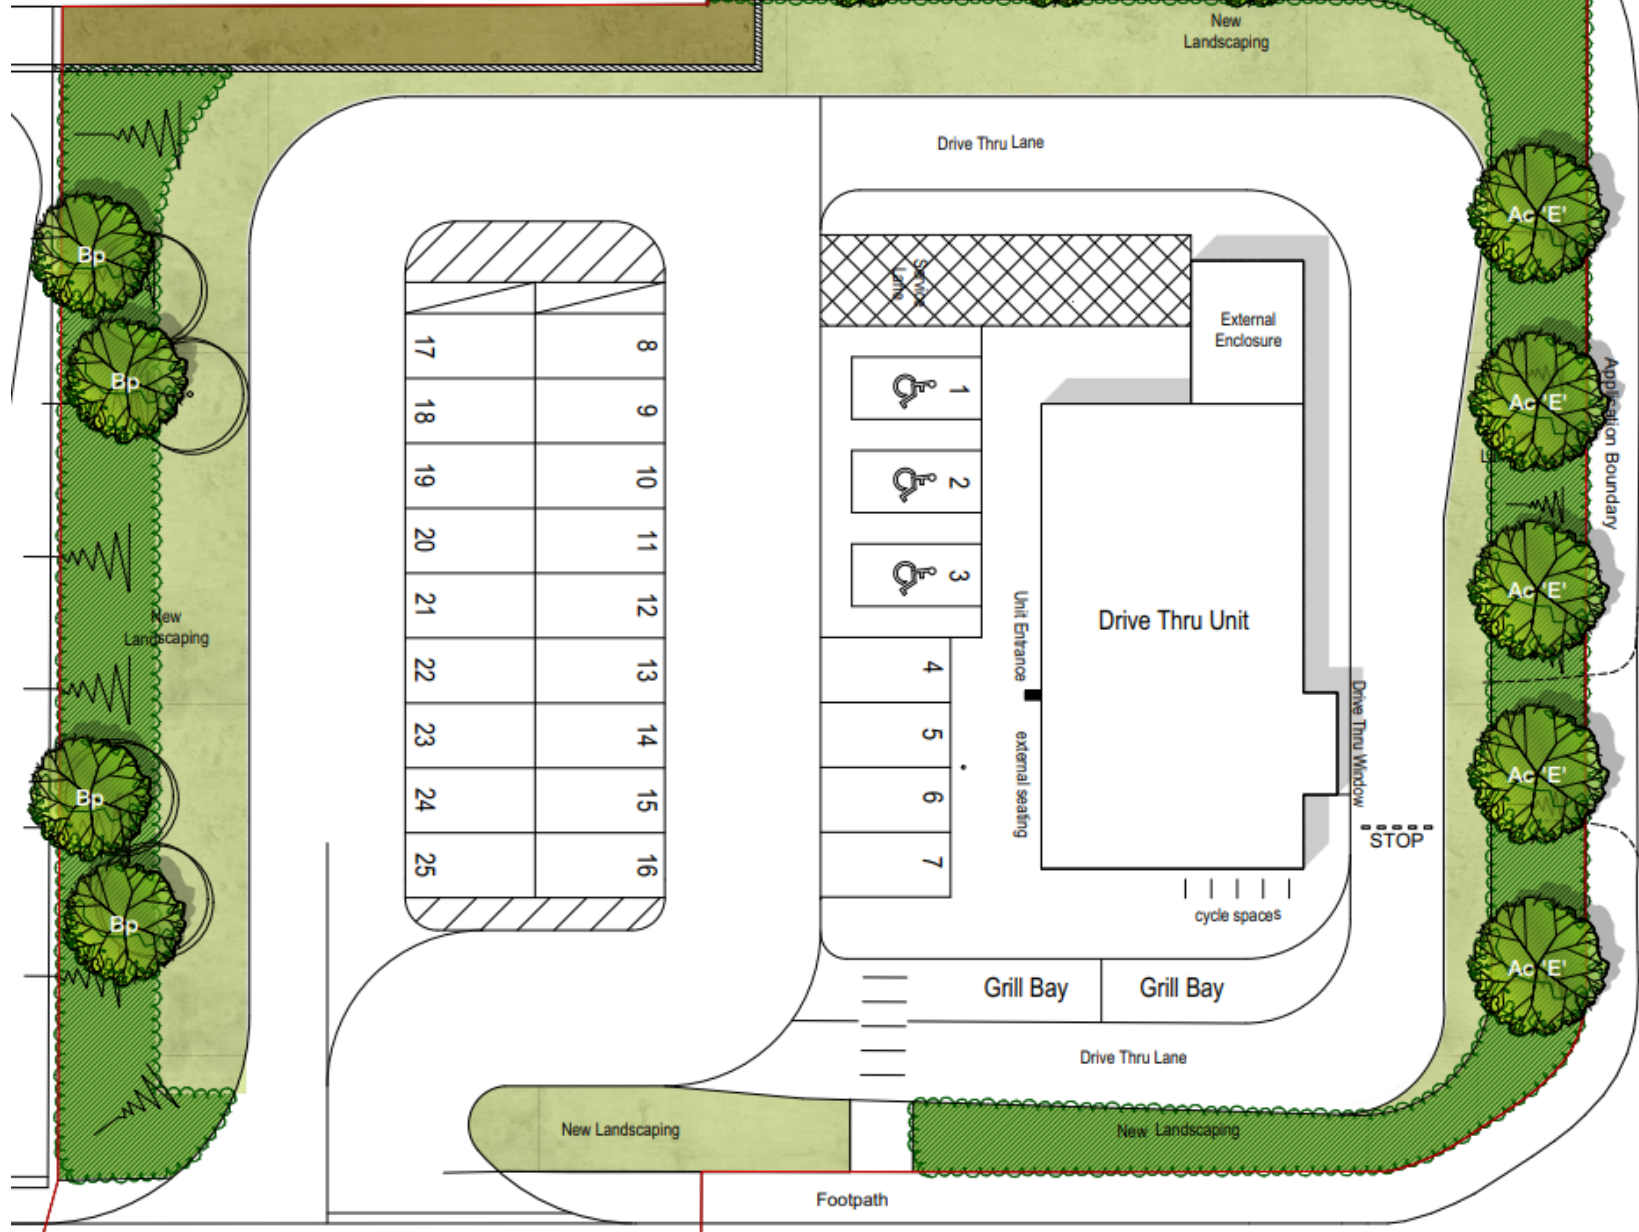 New
Landscaping
Drive Thru Lane
Ac 'E'
Bp
Service
Lane
External
Enclosure
17
8
Bp
1
18
9
Ac 'E'
Application Boundary
19
10
2
20
11
3
Ac 'E'
21
12
New
Landscaping
Unit Entrance
Drive Thru Unit
22
13
4
23
14
5
external seating
Drive Thru Window
Ac 'E'
Bp
24
15
6
STOP
25
16
7
Bp
cycle spaces
Ac 'E'
Grill Bay
Grill Bay
Drive Thru Lane
New Landscaping
New Landscaping
Footpath